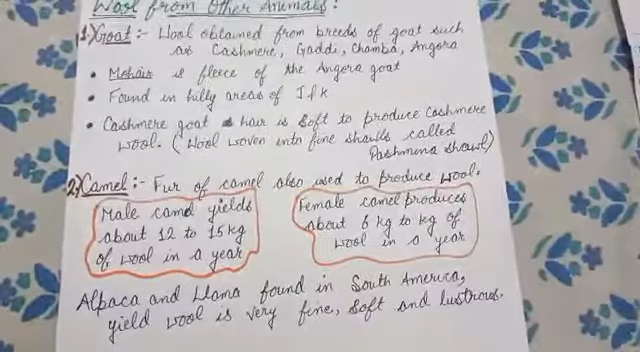 Wool from Other Animals:
1) Goat :- Wool obtained from breeds of goat such
as Cashmere, Gaddi, Chamba, Angora
• Mohair is fleece of the Angora goat
• Found in hilly areas of J & K
• Cashmere goat hair is soft to produce Cashmere
wool. (Wool woven into fine shawls called
Pashmina shawl)
2) Camel :- Fur of camel also used to produce wool.
Male camel yields
about 12 to 15 kg
of wool in a year
Female camel produces
about 6 kg to kg of
wool in a year
Alpaca and Llama found in South America,
yield wool is very fine, soft and lustrous.